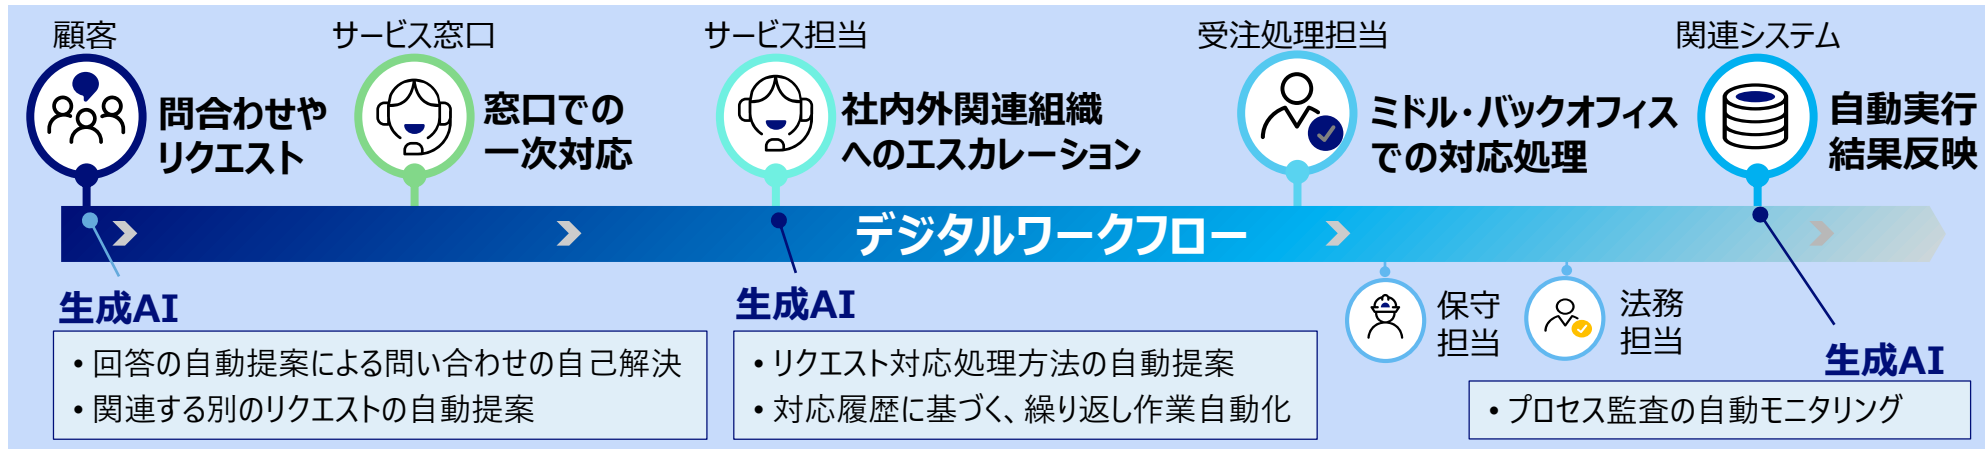 顧客
問合わせや
リクエスト
サービス窓口
窓口での
一次対応
サービス担当
社内外関連組織
へのエスカレーション
受注処理担当
ミドル・バックオフィス
での対応処理
関連システム
自動実行
結果反映
デジタルワークフロー
生成AI
• 回答の自動提案による問い合わせの自己解決
• 関連する別のリクエストの自動提案
生成AI
• リクエスト対応処理方法の自動提案
• 対応履歴に基づく、繰り返し作業自動化
保守
担当
法務
担当
生成AI
• プロセス監査の自動モニタリング